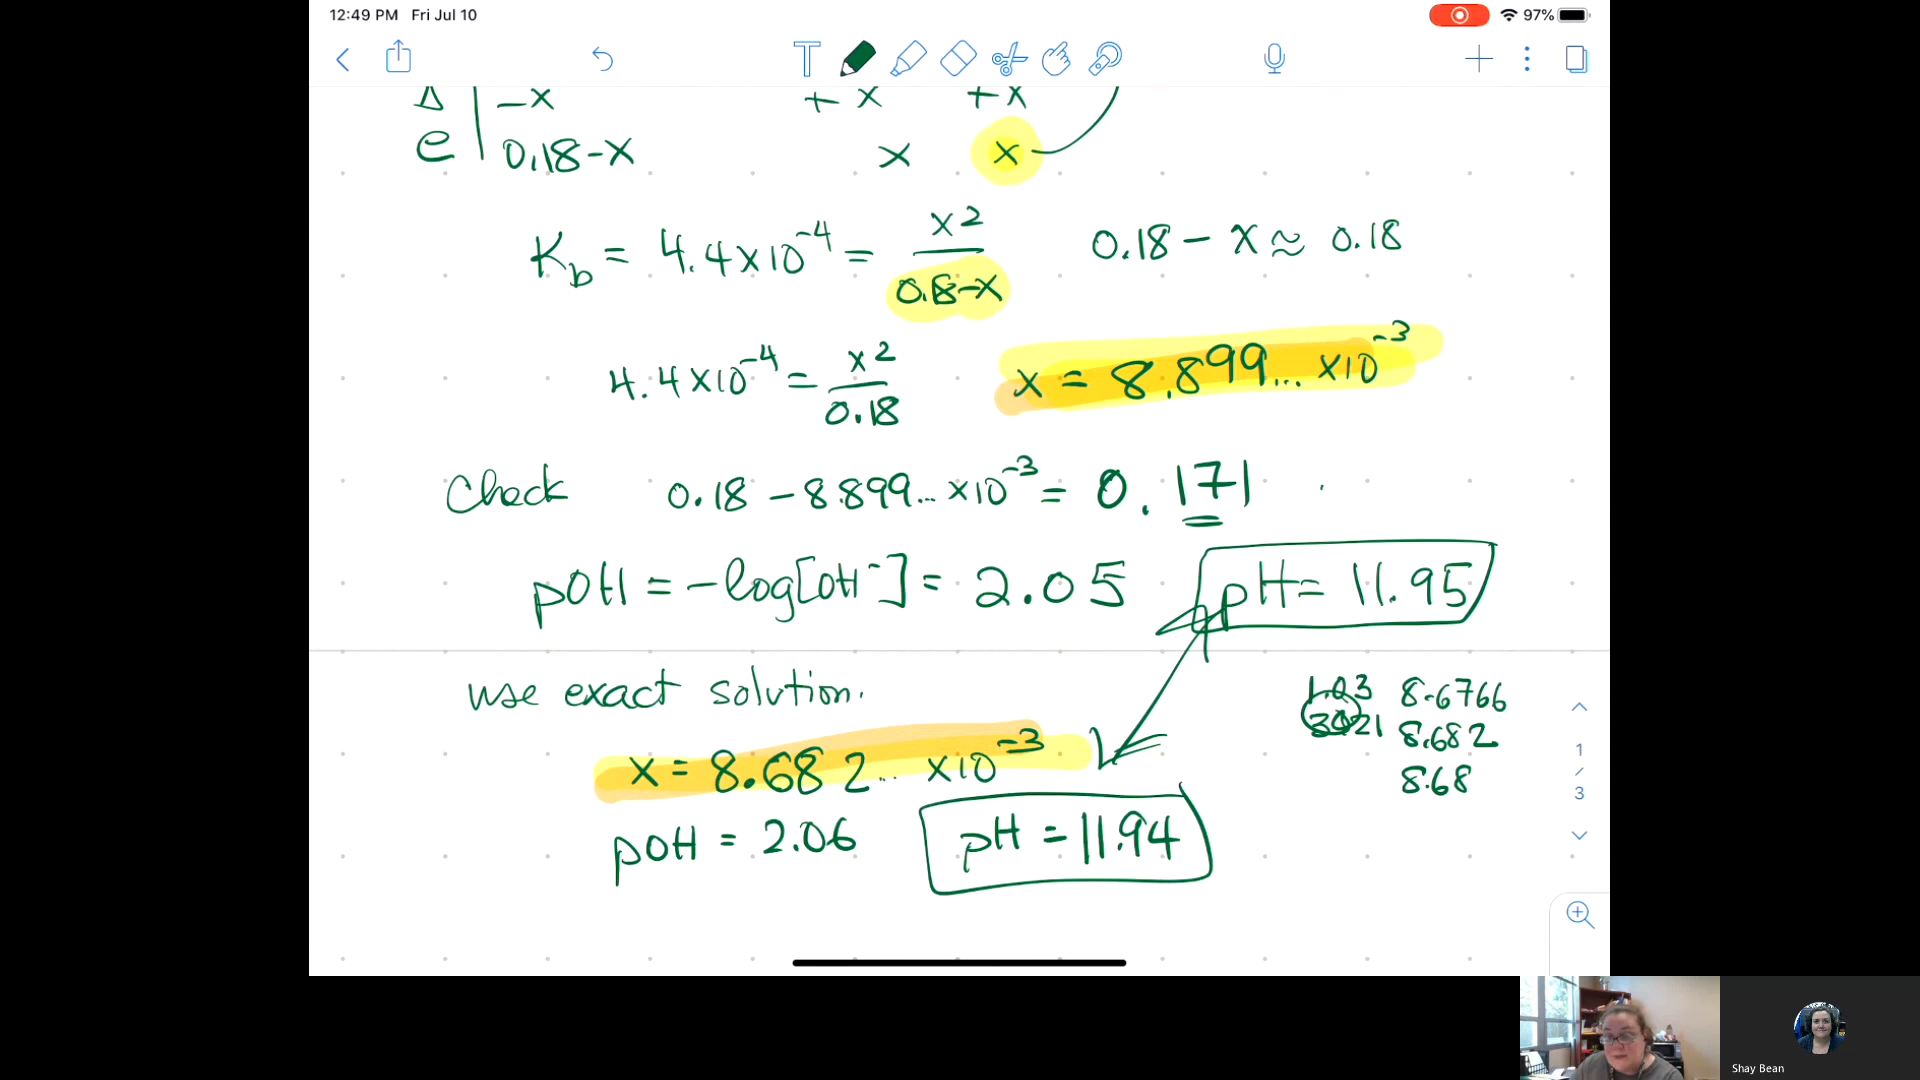 12:49 PM Fri Jul 10 97%
Δ -x + x + x
e 0.18-x x x
Kb = 4.4x10^-4 = x^2 / 0.18-x 0.18 - x ≈ 0.18
4.4x10^-4 = x^2 / 0.18 x = 8.899... x10^-3
Check 0.18 - 8.899... x10^-3 = 0.171
pOH = -log[OH^-] = 2.05 pH = 11.95
use exact solution.
1.03 8.6766
3021 8.682
x = 8.682... x10^-3 8.68
pOH = 2.06 pH = 11.94
1 / 3
Shay Bean